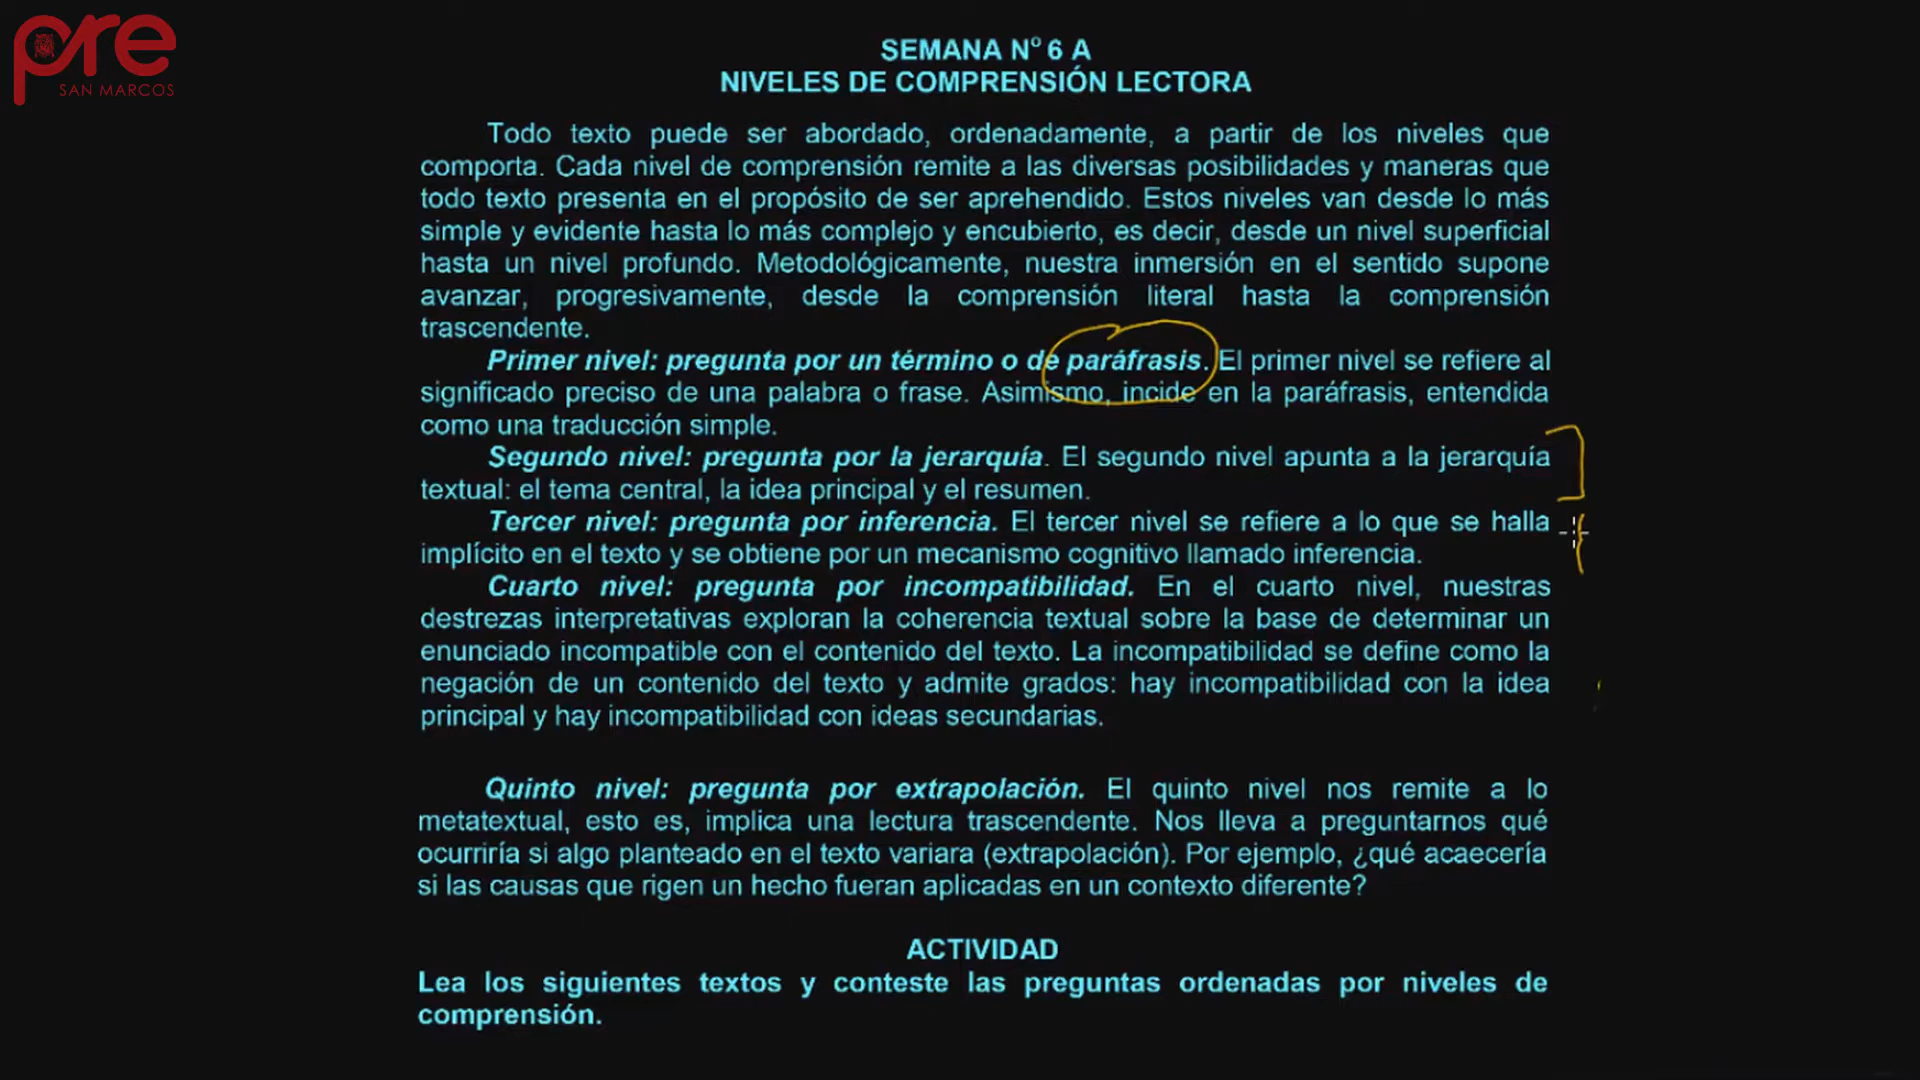 pre
SAN MARCOS
SEMANA Nº 6 A
NIVELES DE COMPRENSIÓN LECTORA
Todo texto puede ser abordado, ordenadamente, a partir de los niveles que
comporta. Cada nivel de comprensión remite a las diversas posibilidades y maneras que
todo texto presenta en el propósito de ser aprehendido. Estos niveles van desde lo más
simple y evidente hasta lo más complejo y encubierto, es decir, desde un nivel superficial
hasta un nivel profundo. Metodológicamente, nuestra inmersión en el sentido supone
avanzar, progresivamente, desde la comprensión literal hasta la comprensión
trascendente.
Primer nivel: pregunta por un término o de paráfrasis. El primer nivel se refiere al
significado preciso de una palabra o frase. Asimismo, incide en la paráfrasis, entendida
como una traducción simple.
Segundo nivel: pregunta por la jerarquía. El segundo nivel apunta a la jerarquía
textual: el tema central, la idea principal y el resumen.
Tercer nivel: pregunta por inferencia. El tercer nivel se refiere a lo que se halla
implícito en el texto y se obtiene por un mecanismo cognitivo llamado inferencia.
Cuarto nivel: pregunta por incompatibilidad. En el cuarto nivel, nuestras
destrezas interpretativas exploran la coherencia textual sobre la base de determinar un
enunciado incompatible con el contenido del texto. La incompatibilidad se define como la
negación de un contenido del texto y admite grados: hay incompatibilidad con la idea
principal y hay incompatibilidad con ideas secundarias.
Quinto nivel: pregunta por extrapolación. El quinto nivel nos remite a lo
metatextual, esto es, implica una lectura trascendente. Nos lleva a preguntarnos qué
ocurriría si algo planteado en el texto variara (extrapolación). Por ejemplo, ¿qué acaecería
si las causas que rigen un hecho fueran aplicadas en un contexto diferente?
ACTIVIDAD
Lea los siguientes textos y conteste las preguntas ordenadas por niveles de
comprensión.